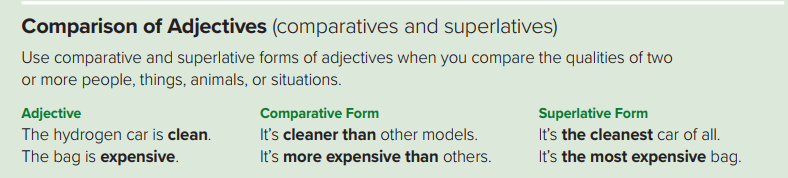 Comparison of Adjectives (comparatives and superlatives)
Use comparative and superlative forms of adjectives when you compare the qualities of two
or more people, things, animals, or situations.
Adjective
The hydrogen car is clean.
The bag is expensive.
Comparative Form
It's cleaner than other models.
It's more expensive than others.
Superlative Form
It's the cleanest car of all.
It's the most expensive bag.